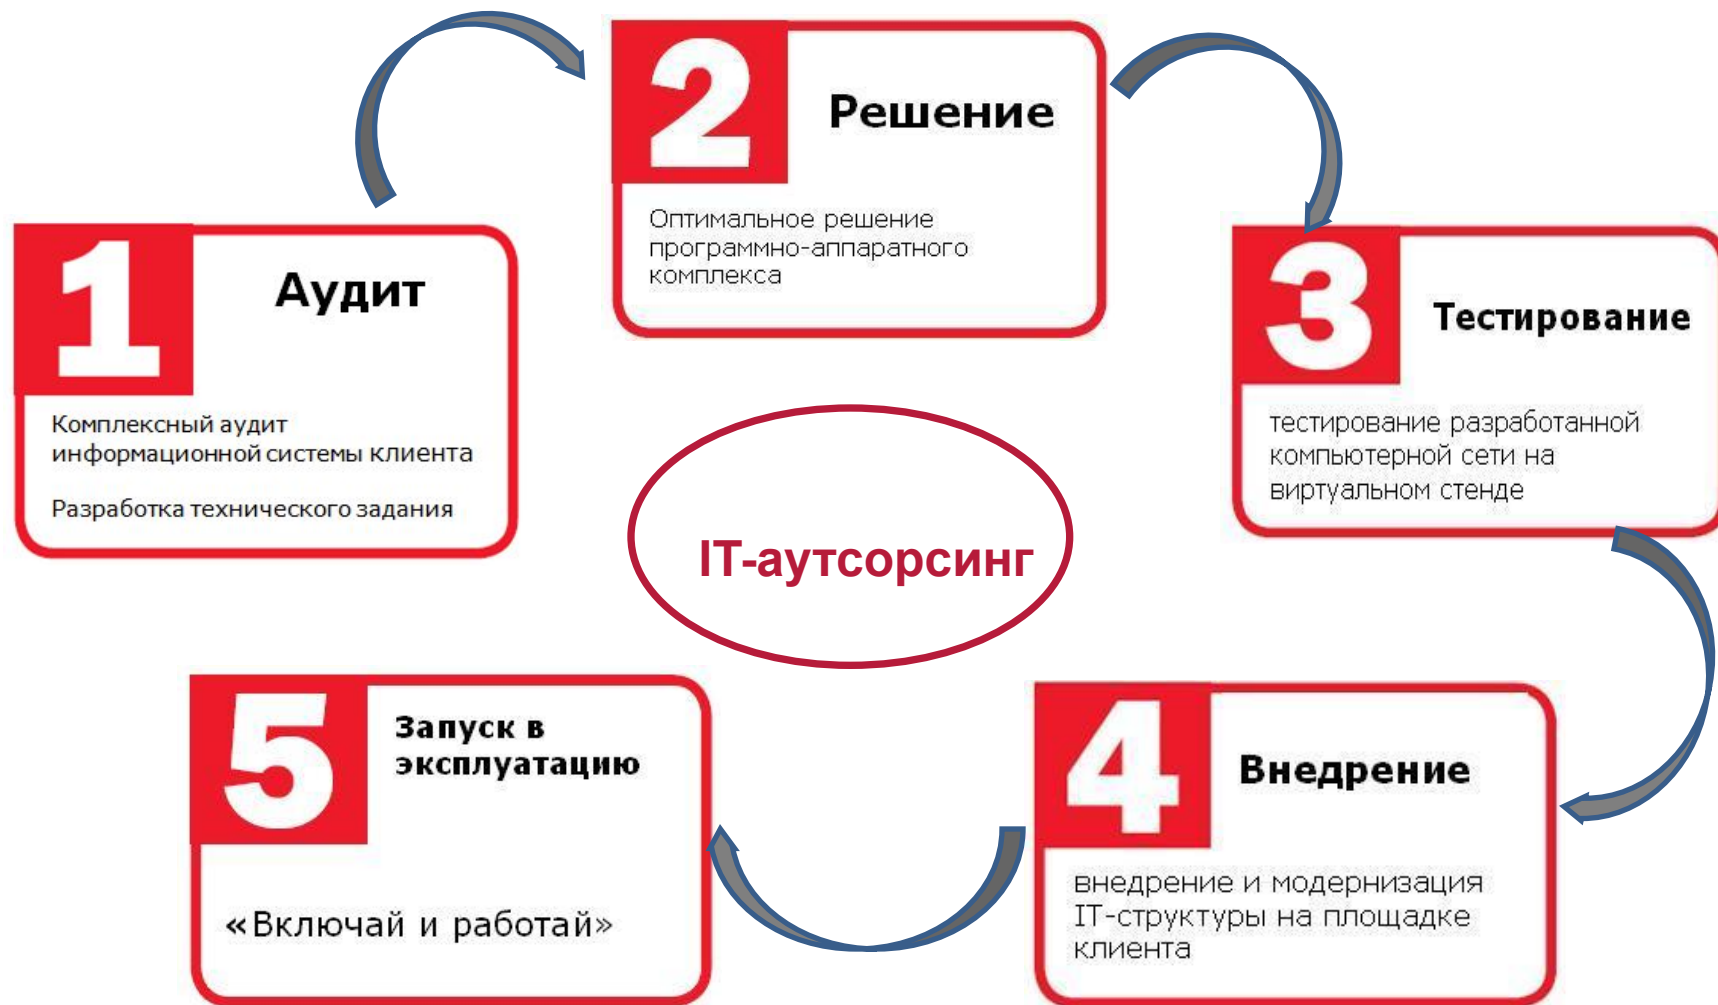 1
Аудит
Комплексный аудит
информационной системы клиента
Разработка технического задания
2
Решение
Оптимальное решение
программно-аппаратного
комплекса
3
Тестирование
тестирование разработанной
компьютерной сети на
виртуальном стенде
IT-аутсорсинг
4
Внедрение
внедрение и модернизация
IT-структуры на площадке
клиента
5
Запуск в
эксплуатацию
«Включай и работай»